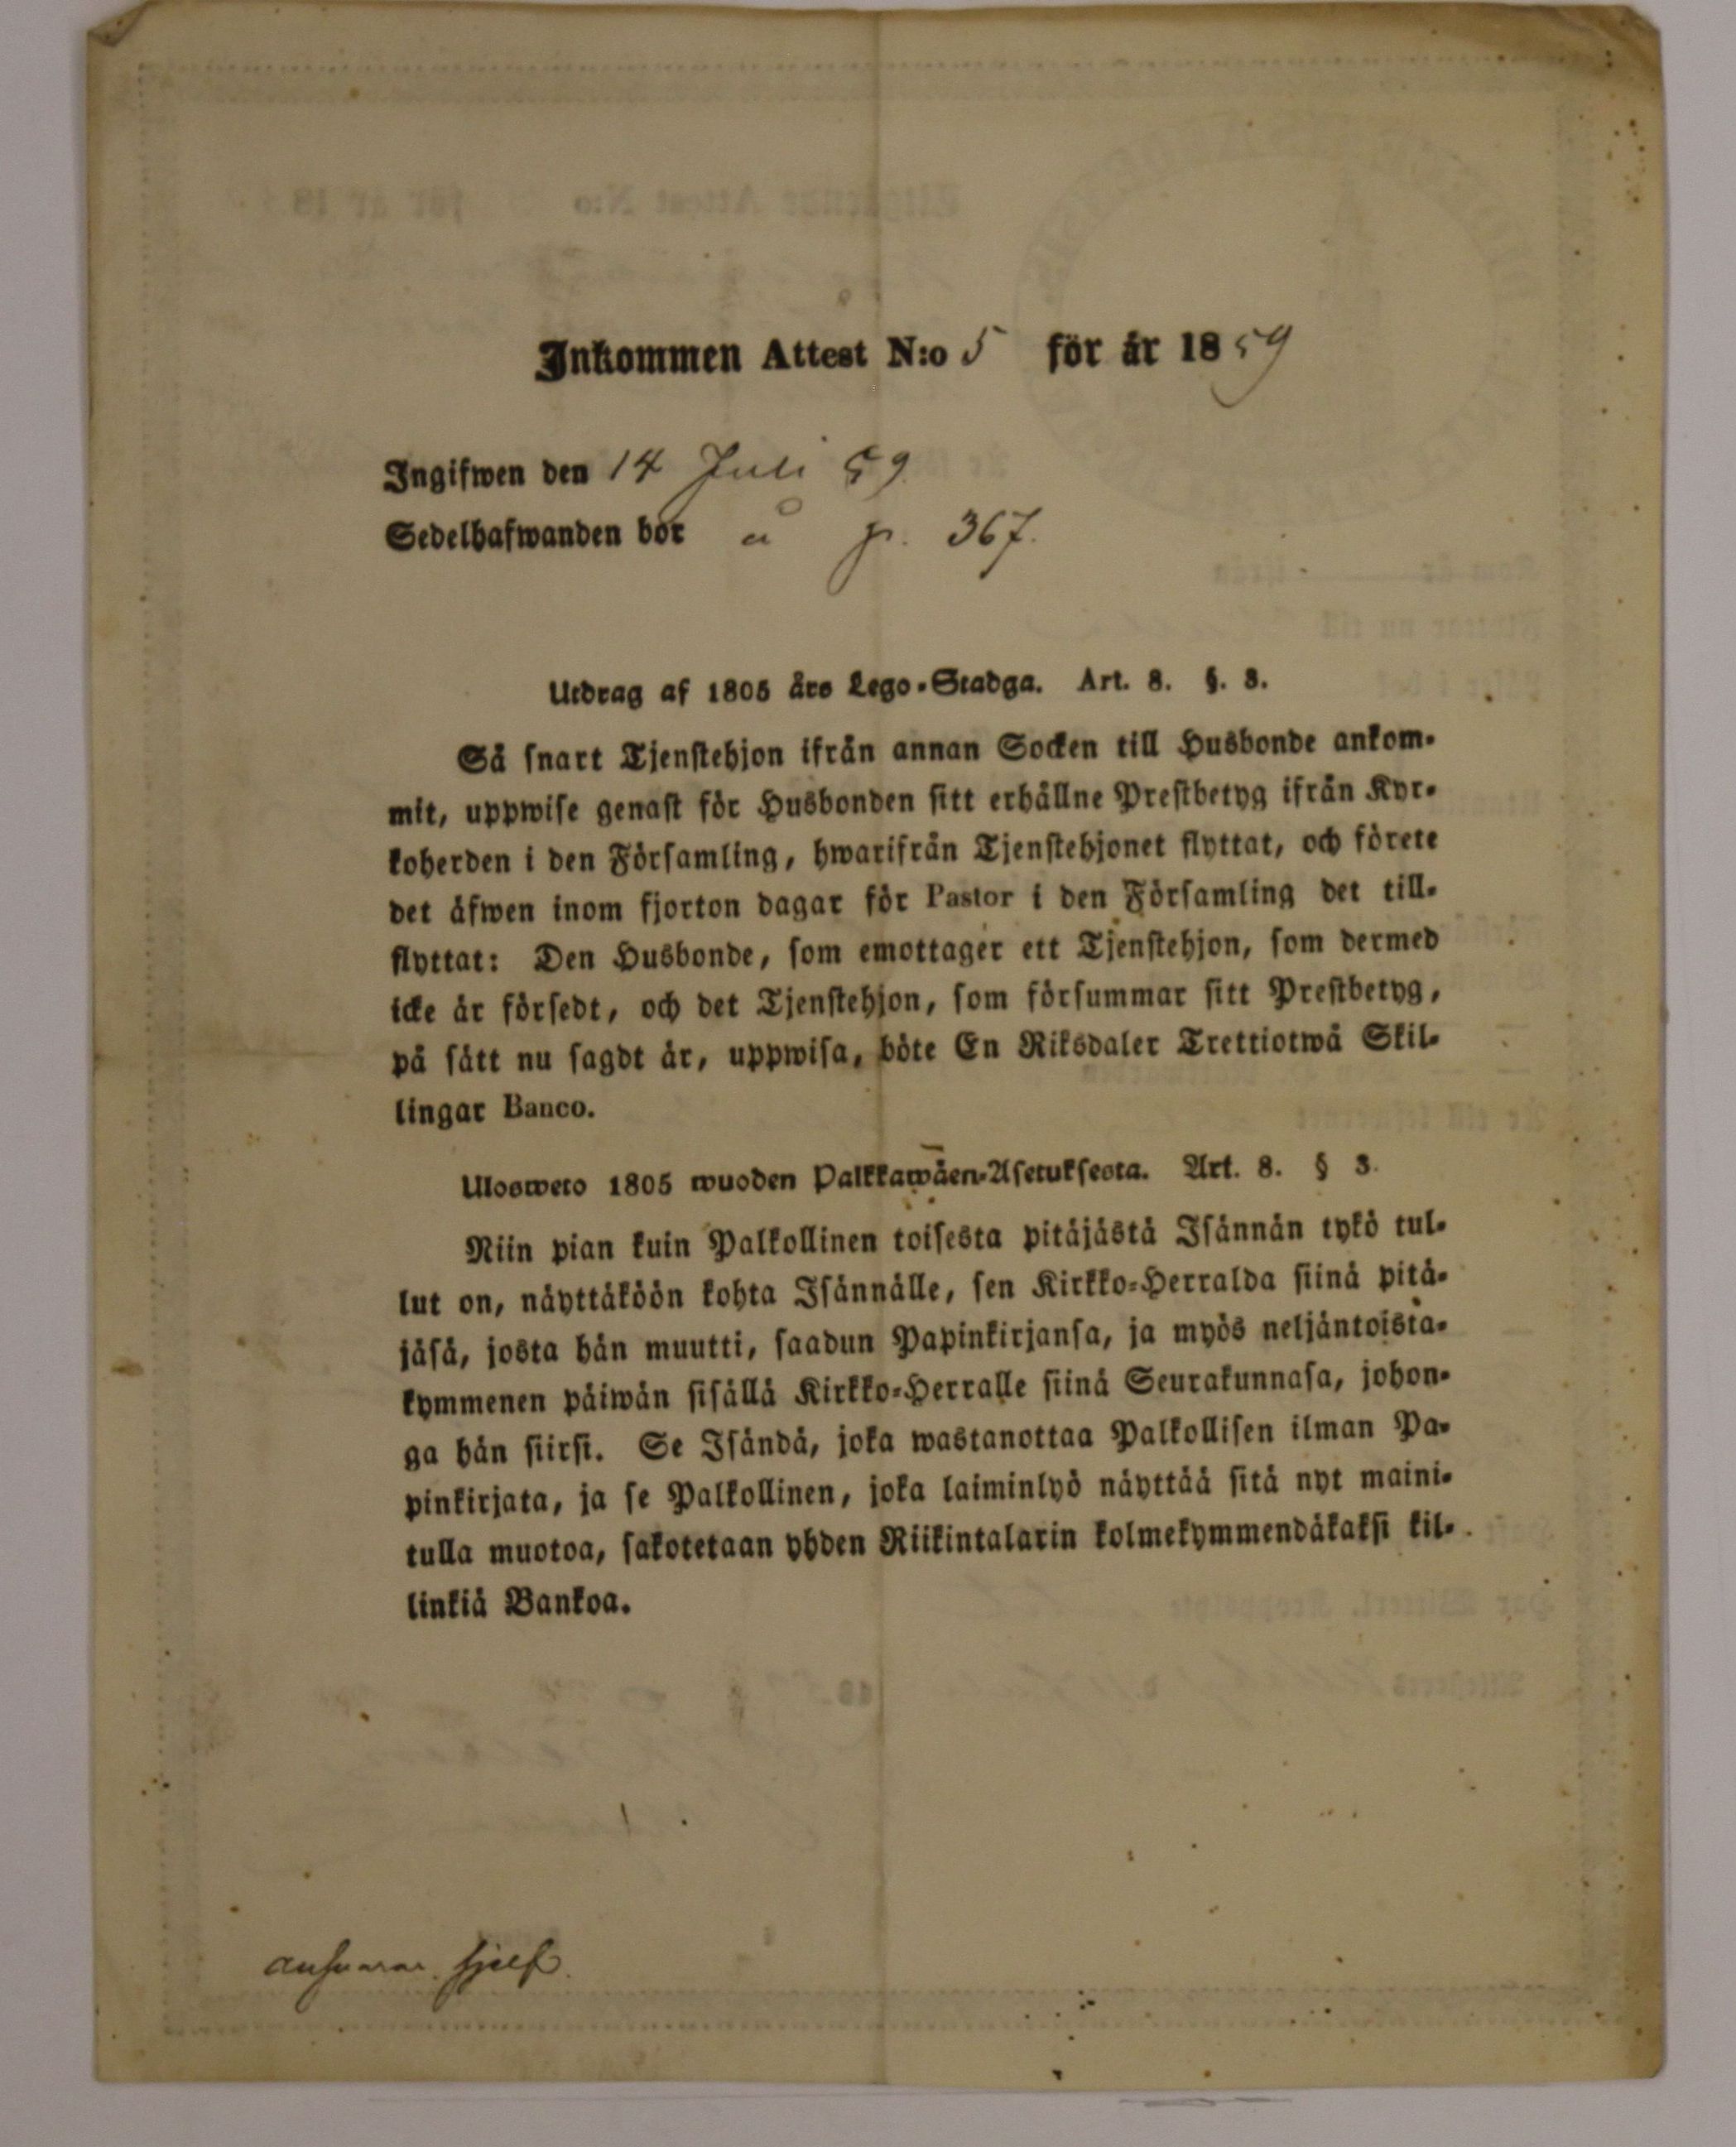 Inkommen Attest N:o 5 för år 1859
Ingifwen den 14 Juli 59
Sedelhafwanden bor å p. 367.
Utdrag af 1805 års Lego-Stadga. Art. 8. §. 3.
Så snart Tjenstehjon ifrån annan Socken till Husbonde ankom-
mit, uppwise genast för Husbonden sitt erhållne Prestbetyg ifrån Kyr-
koherden i den Församling, hwarifrån Tjenstehjonet flyttat, och förete
det äfwen inom fjorton dagar för Pastor i den Församling det till-
flyttat: Den Husbonde, som emottager ett Tjenstehjon, som dermed
icke är försedt, och det Tjenstehjon, som försummar sitt Prestbetyg,
på sätt nu sagdt är, uppwisa, böte En Riksdaler Trettiotwå Skil-
lingar Banco.
Ulosweto 1805 wuoden Palkkawäen-Asetuksesta. Art. 8. § 3.
Niin pian kuin Palkollinen toisesta pitäjästä Isännän tykö tul-
lut on, näyttäköön kohta Isännälle, sen Kirkko-Herralda siinä pitä-
jäsä, josta hän muutti, saadun Papinkirjansa, ja myös neljäntoista-
kymmenen päiwän sisällä Kirkko-Herralle siinä Seurakunnasa, johon-
ga hän siirsi. Se Isändä, joka wastanottaa Palkollisen ilman Pa-
pinkirjata, ja se Palkollinen, joka laiminlyö näyttää sitä nyt maini-
tulla muotoa, sakotetaan yhden Riikintalarin kolmekymmendäkaksi kil-
linkiä Bankoa.
ansvarar sjelf.